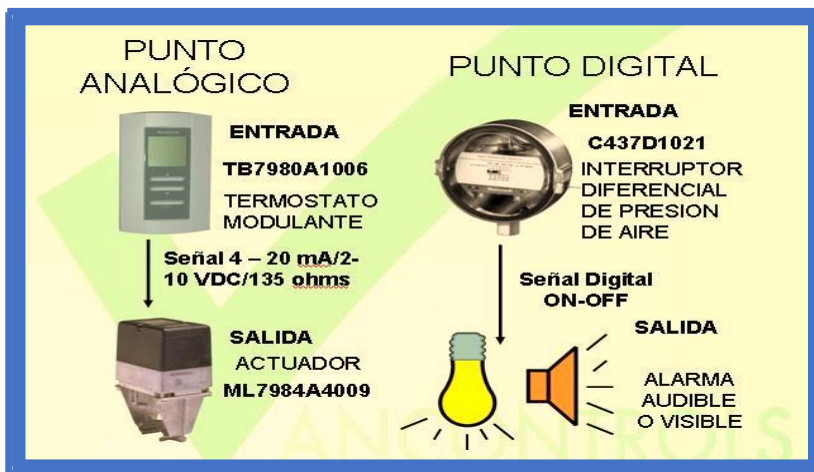 PUNTO
ANALÓGICO
ENTRADA
TB7980A1006
TERMOSTATO
MODULANTE
Señal 4 – 20 mA/2-
10 VDC/135 ohms
SALIDA
ACTUADOR
ML7984A4009
PUNTO DIGITAL
ENTRADA
C437D1021
INTERRUPTOR
DIFERENCIAL
DE PRESION
DE AIRE
Señal Digital
ON-OFF
SALIDA
ALARMA
AUDIBLE
O VISIBLE
ANCONTROLS